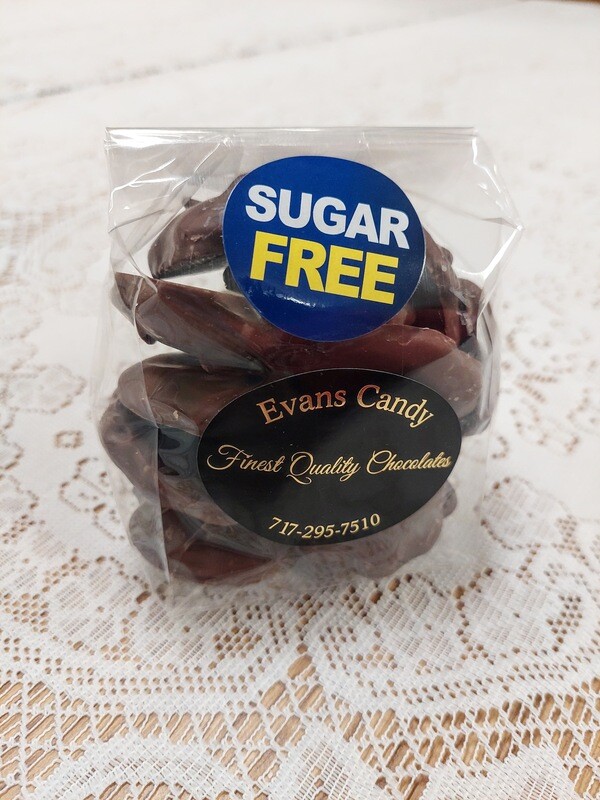 SUGAR
FREE
Evans Candy
Finest Quality Chocolates
717-295-7510